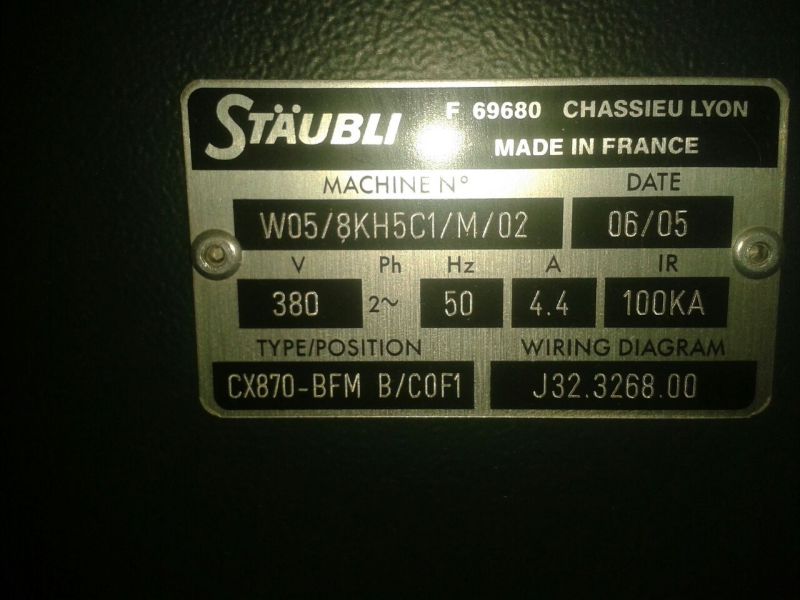 STÄUBLI F 69680 CHASSIEU LYON
MADE IN FRANCE
MACHINE N° DATE
W05/8KH5C1/M/02 06/05
V Ph Hz A IR
380 2~ 50 4.4 100KA
TYPE/POSITION WIRING DIAGRAM
CX870-BFM B/C0F1 J32.3268.00